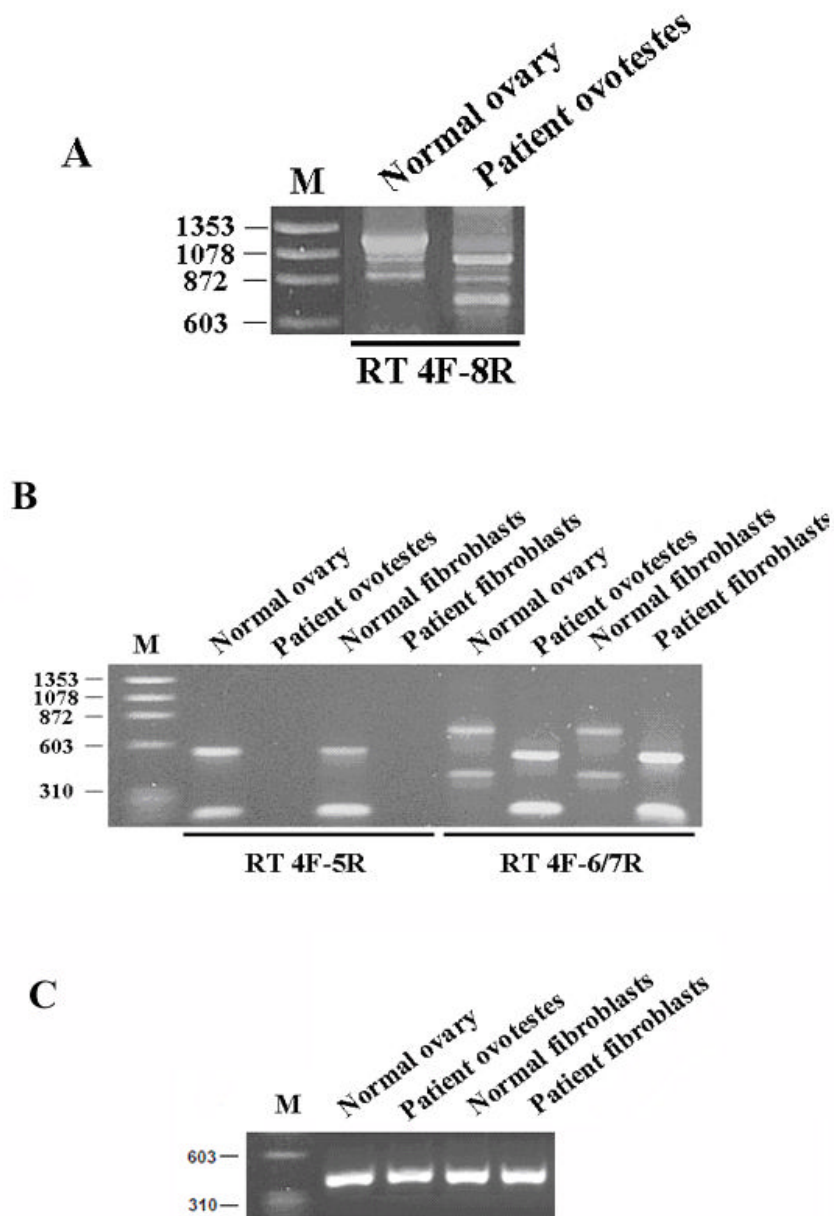 A
M
Normal ovary
Patient ovotestes
1353
1078
872
603
RT 4F-8R
B
M
Normal ovary
Patient ovotestes
Normal fibroblasts
Patient fibroblasts
Normal ovary
Patient ovotestes
Normal fibroblasts
Patient fibroblasts
1353
1078
872
603
310
RT 4F-5R
RT 4F-6/7R
C
M
Normal ovary
Patient ovotestes
Normal fibroblasts
Patient fibroblasts
603
310